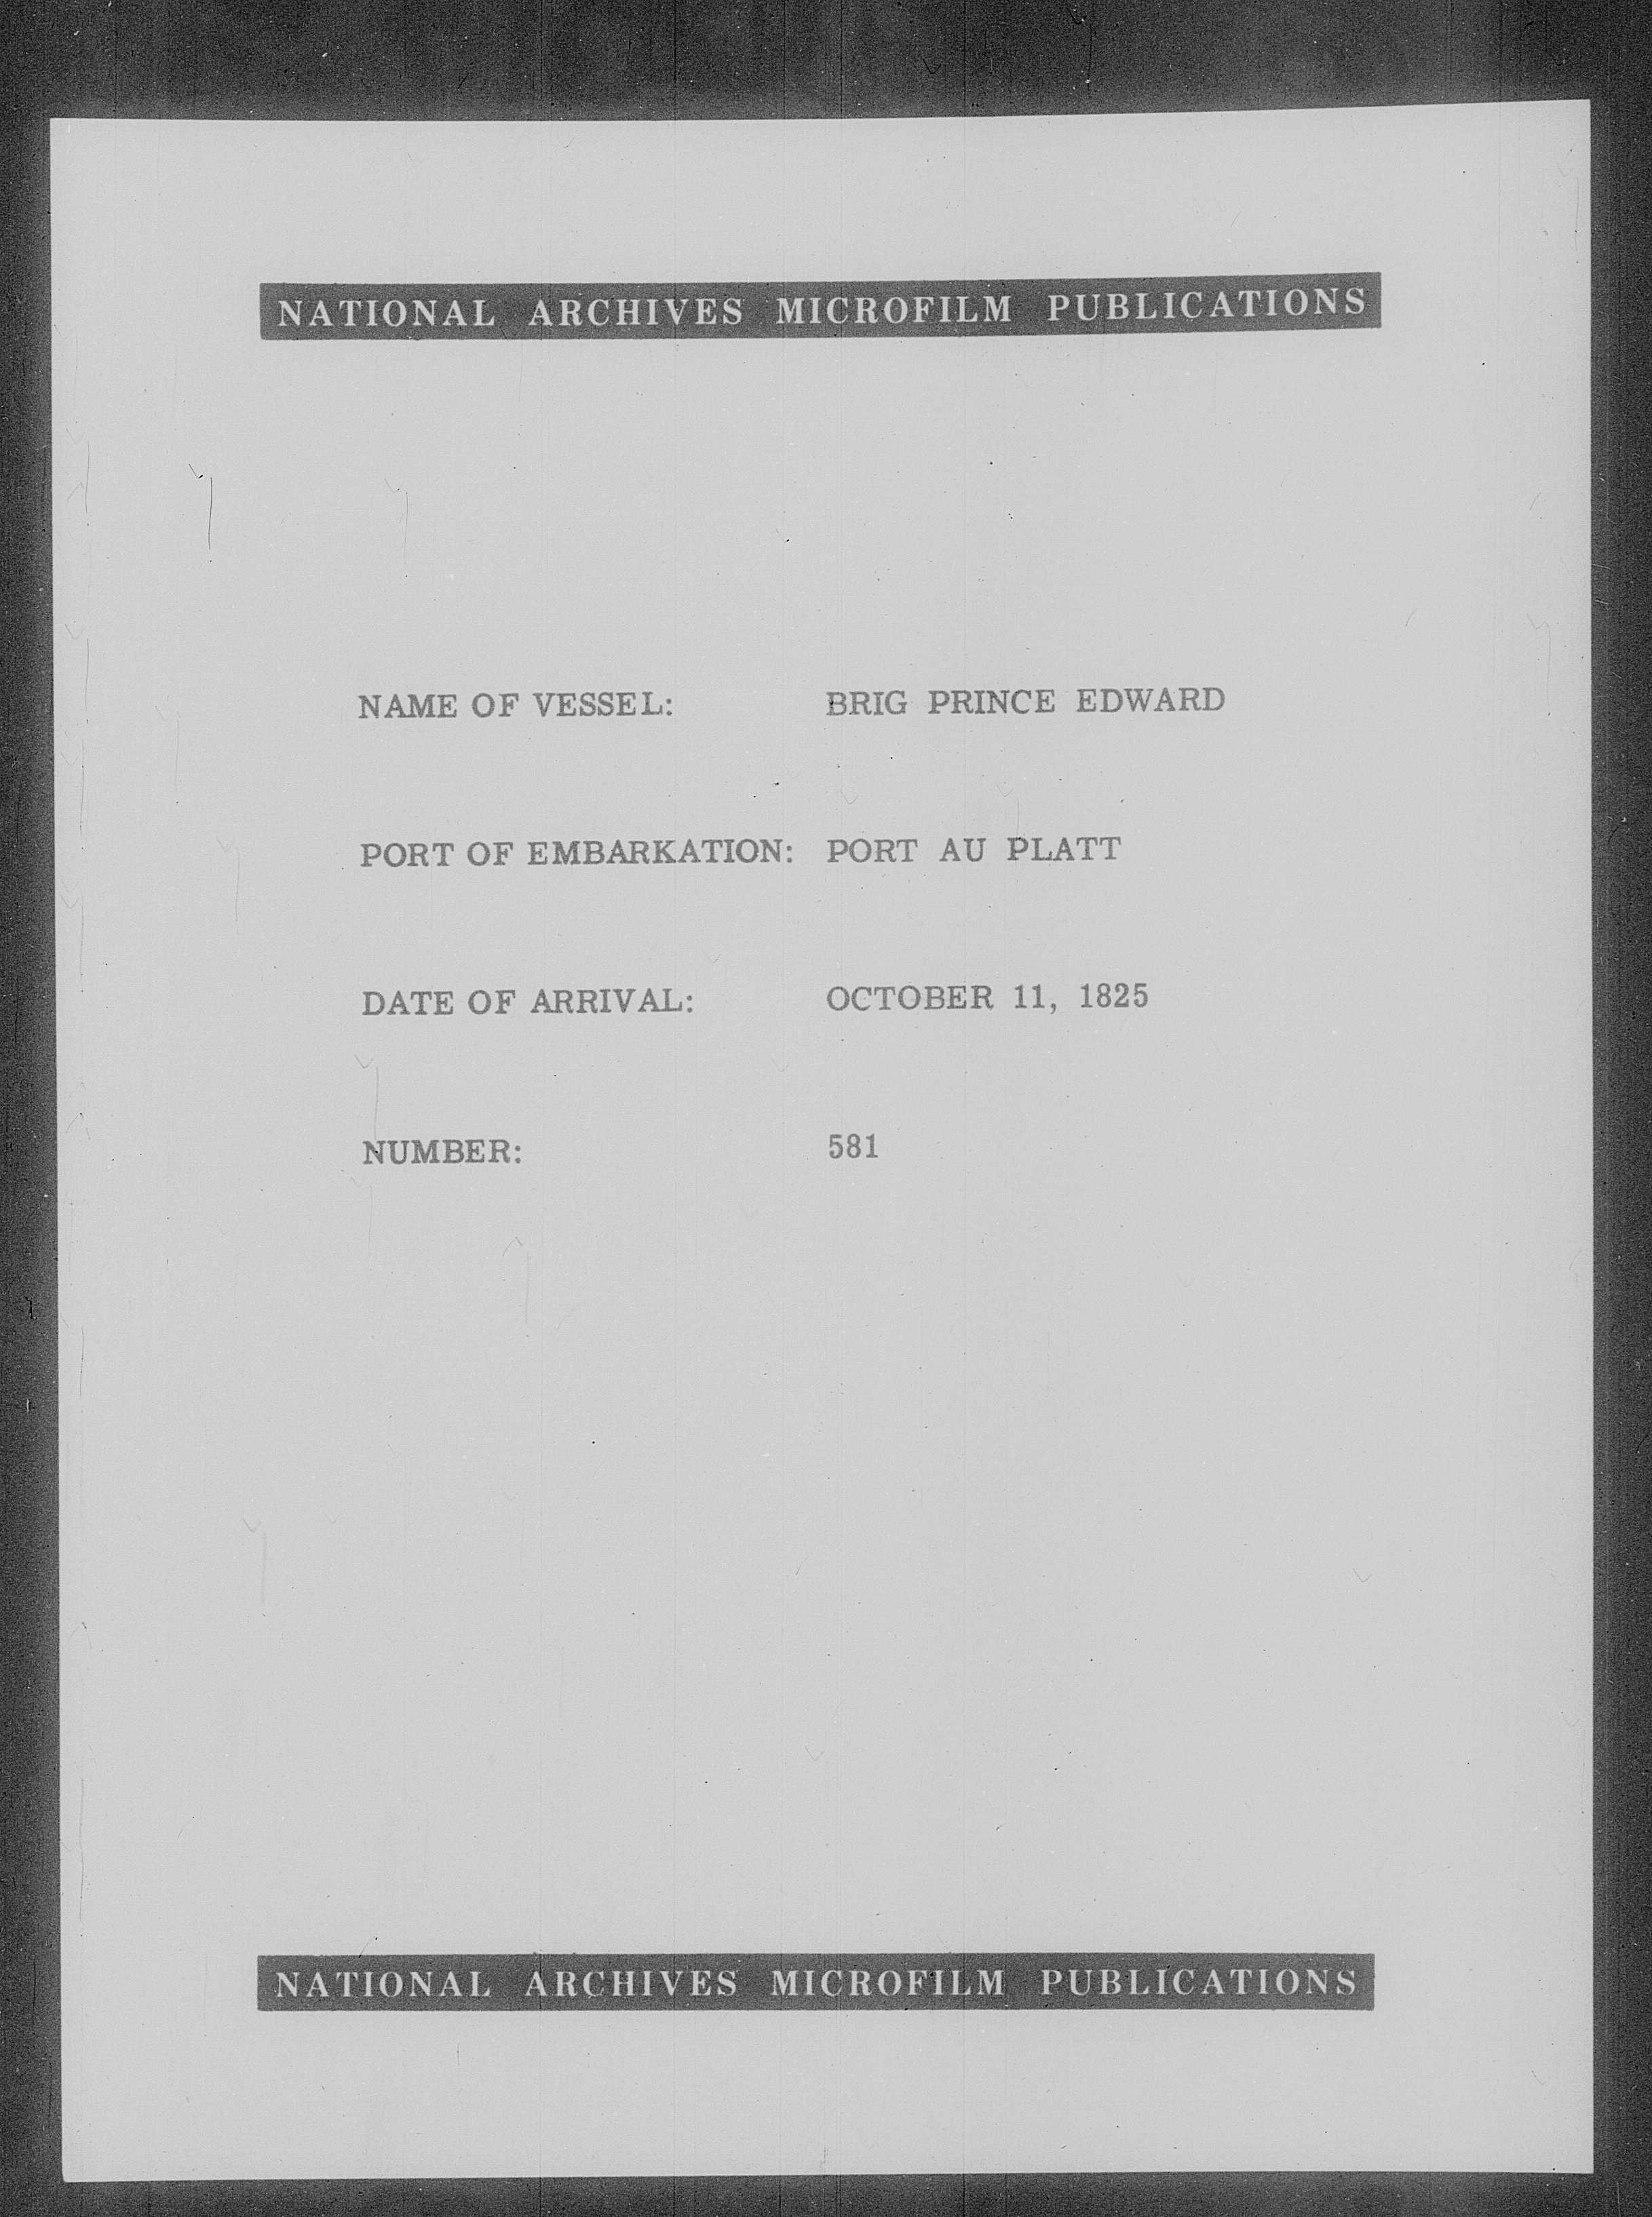 NATIONAL ARCHIVES MICROFILM PUBLICATIONS
NAME OF VESSEL: BRIG PRINCE EDWARD
PORT OF EMBARKATION: PORT AU PLATT
DATE OF ARRIVAL: OCTOBER 11, 1825
NUMBER: 581
NATIONAL ARCHIVES MICROFILM PUBLICATIONS